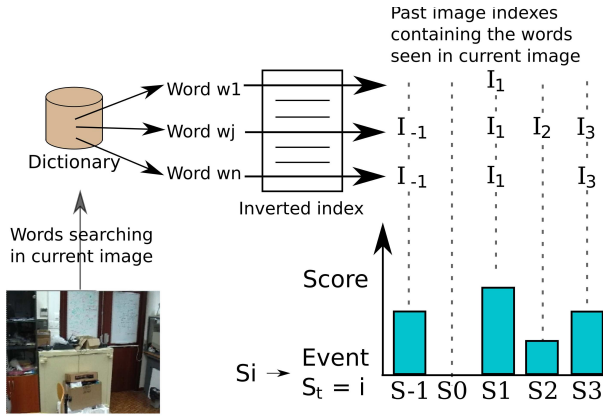 Past image indexes
containing the words
seen in current image
Word w1
I1
Word wj
I-1 I1 I2 I3
Dictionary
Word wn
I-1 I1 I3
Inverted index
Words searching
in current image
Score
Event
Si
St = i
S-1 S0 S1 S2 S3